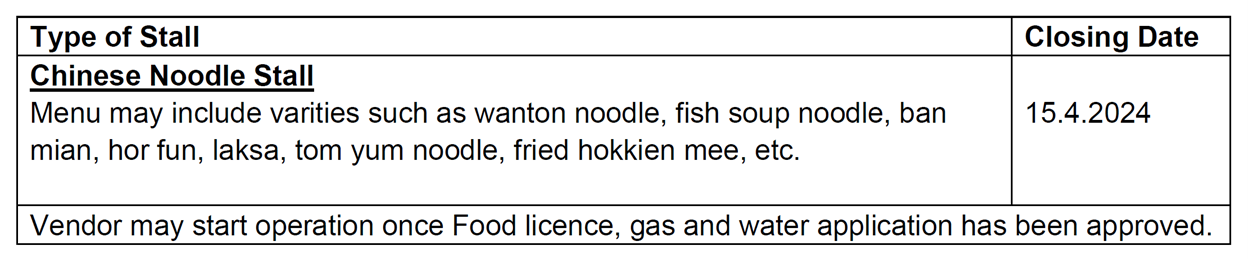 Type of Stall
Closing Date
Chinese Noodle Stall
Menu may include varities such as wanton noodle, fish soup noodle, ban
mian, hor fun, laksa, tom yum noodle, fried hokkien mee, etc.
15.4.2024
Vendor may start operation once Food licence, gas and water application has been approved.